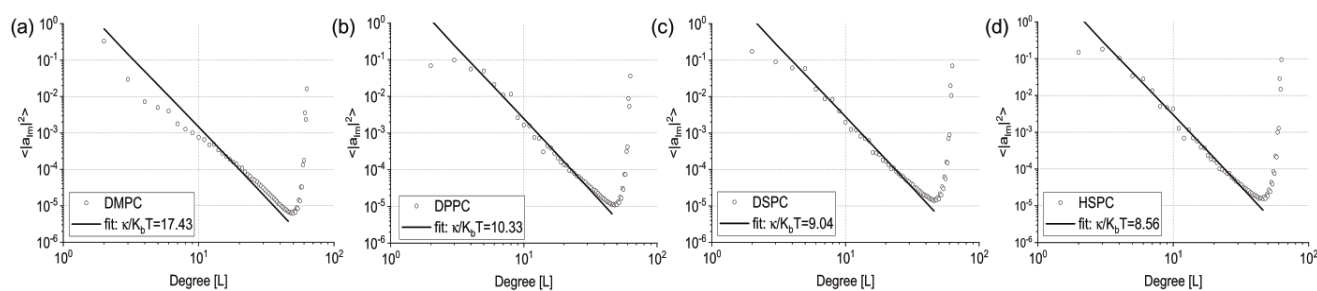 (a)
<|a_lm|^2>
10^0
10^-1
10^-2
10^-3
10^-4
10^-5
10^-6
DMPC
fit: κ/K_bT=17.43
10^0 10^1 10^2
Degree [L]
(b)
<|a_lm|^2>
10^0
10^-1
10^-2
10^-3
10^-4
10^-5
10^-6
DPPC
fit: κ/K_bT=10.33
10^0 10^1 10^2
Degree [L]
(c)
<|a_lm|^2>
10^0
10^-1
10^-2
10^-3
10^-4
10^-5
10^-6
DSPC
fit: κ/K_bT=9.04
10^0 10^1 10^2
Degree [L]
(d)
<|a_lm|^2>
10^0
10^-1
10^-2
10^-3
10^-4
10^-5
10^-6
HSPC
fit: κ/K_bT=8.56
10^0 10^1 10^2
Degree [L]